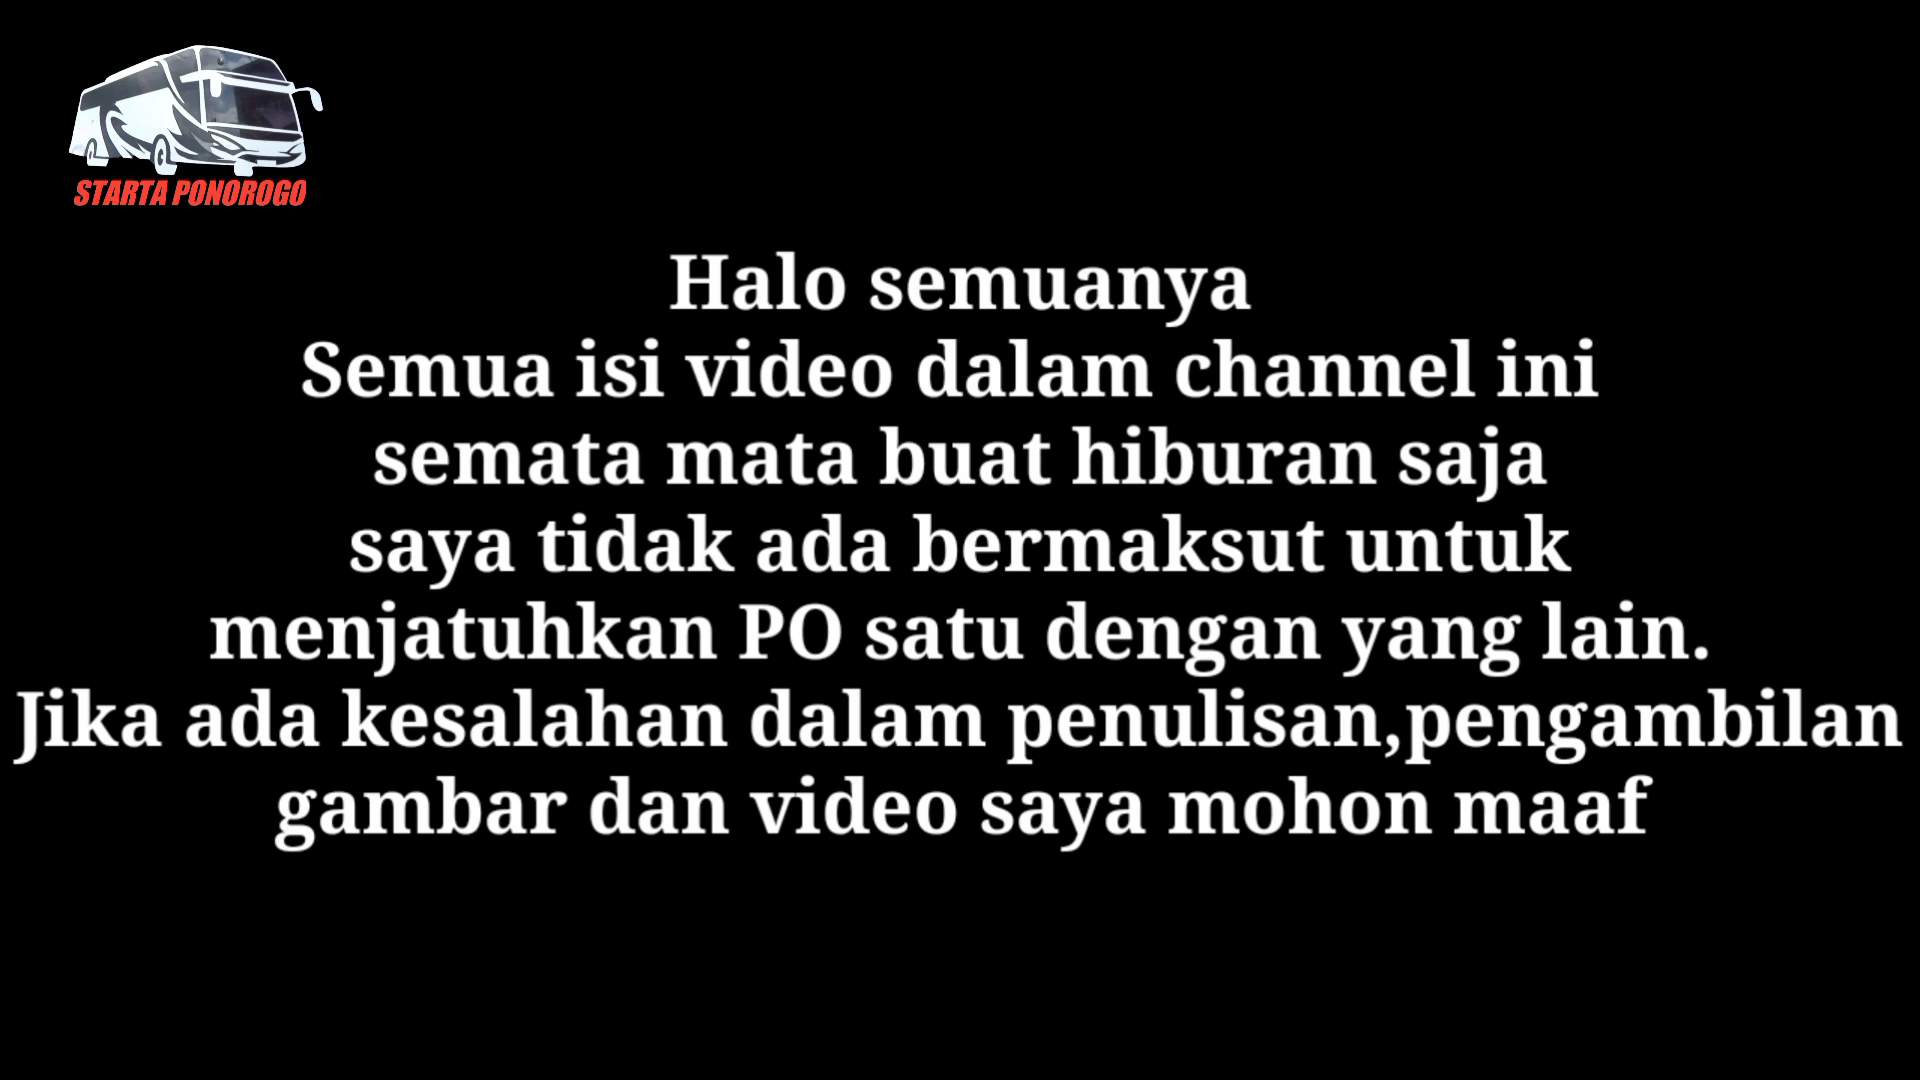 STARTA PONOROGO
Halo semuanya
Semua isi video dalam channel ini
semata mata buat hiburan saja
saya tidak ada bermaksut untuk
menjatuhkan PO satu dengan yang lain.
Jika ada kesalahan dalam penulisan,pengambilan
gambar dan video saya mohon maaf